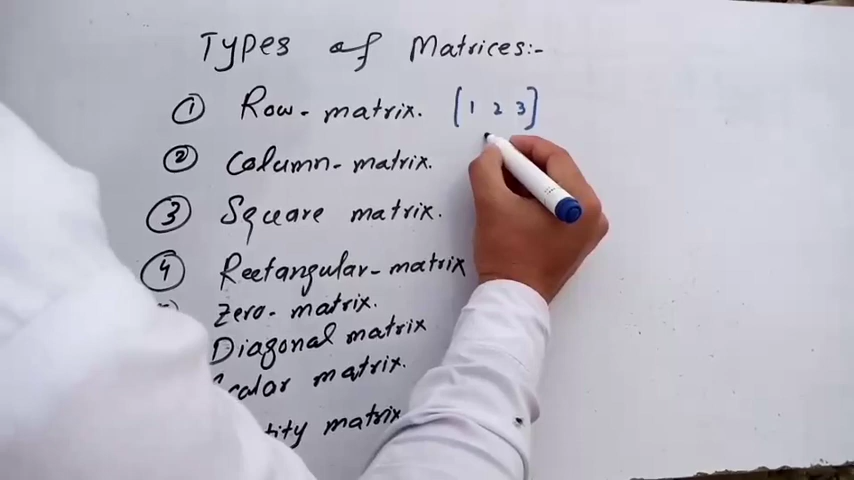 Types of Matrices:-
① Row-matrix. [1 2 3]
② Column-matrix.
③ Square matrix.
④ Rectangular-matrix
Zero-matrix.
Diagonal matrix
matrix.
matrix